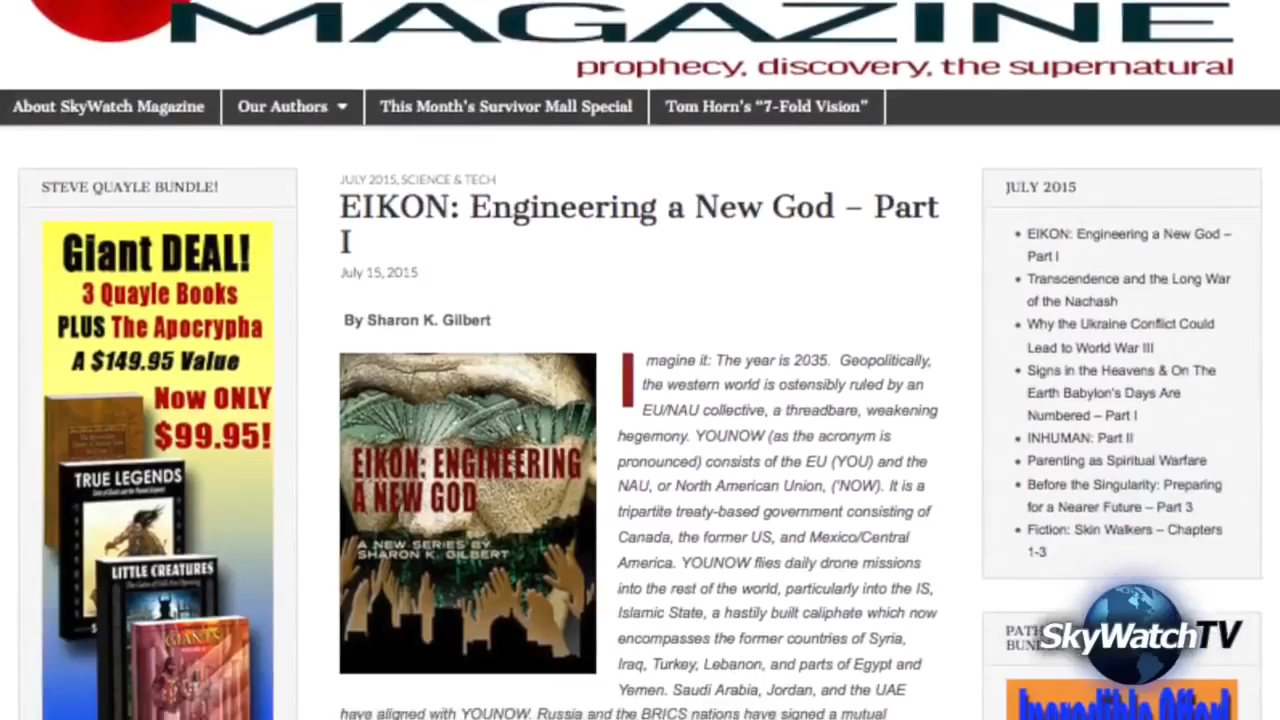 MAGAZINE
prophecy, discovery, the supernatural
About SkyWatch Magazine
Our Authors
This Month's Survivor Mall Special
Tom Horn's "7-Fold Vision"
STEVE QUAYLE BUNDLE!
Giant DEAL!
3 Quayle Books
PLUS The Apocrypha
A $149.95 Value
Now ONLY
$99.95!
TRUE LEGENDS
LITTLE CREATURES
GIANTS
JULY 2015, SCIENCE & TECH
EIKON: Engineering a New God – Part
I
July 15, 2015
By Sharon K. Gilbert
EIKON: ENGINEERING
A NEW GOD
A NEW SERIES BY
SHARON K. GILBERT
Imagine it: The year is 2035. Geopolitically,
the western world is ostensibly ruled by an
EU/NAU collective, a threadbare, weakening
hegemony. YOUNOW (as the acronym is
pronounced) consists of the EU (YOU) and the
NAU, or North American Union, ('NOW). It is a
tripartite treaty-based government consisting of
Canada, the former US, and Mexico/Central
America. YOUNOW flies daily drone missions
into the rest of the world, particularly into the IS,
Islamic State, a hastily built caliphate which now
encompasses the former countries of Syria,
Iraq, Turkey, Lebanon, and parts of Egypt and
Yemen. Saudi Arabia, Jordan, and the UAE
have aligned with YOUNOW. Russia and the BRICS nations have signed a mutual
JULY 2015
• EIKON: Engineering a New God –
Part I
• Transcendence and the Long War
of the Nachash
• Why the Ukraine Conflict Could
Lead to World War III
• Signs in the Heavens & On The
Earth Babylon's Days Are
Numbered – Part I
• INHUMAN: Part II
• Parenting as Spiritual Warfare
• Before the Singularity: Preparing
for a Nearer Future – Part 3
• Fiction: Skin Walkers – Chapters
1-3
SkyWatchTV
Incredible Offer!